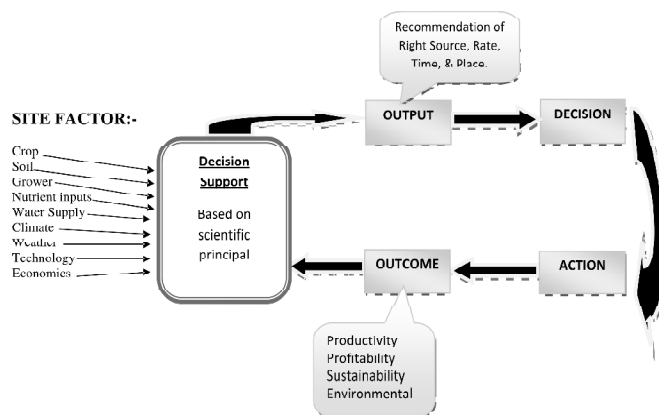 Recommendation of
Right Source, Rate,
Time, & Place.
SITE FACTOR:-
Crop
Soil
Grower
Nutrient inputs
Water Supply
Climate
Weather
Technology
Economics
Decision
Support
Based on
scientific
principal
OUTPUT
DECISION
OUTCOME
ACTION
Productivity
Profitability
Sustainability
Environmental